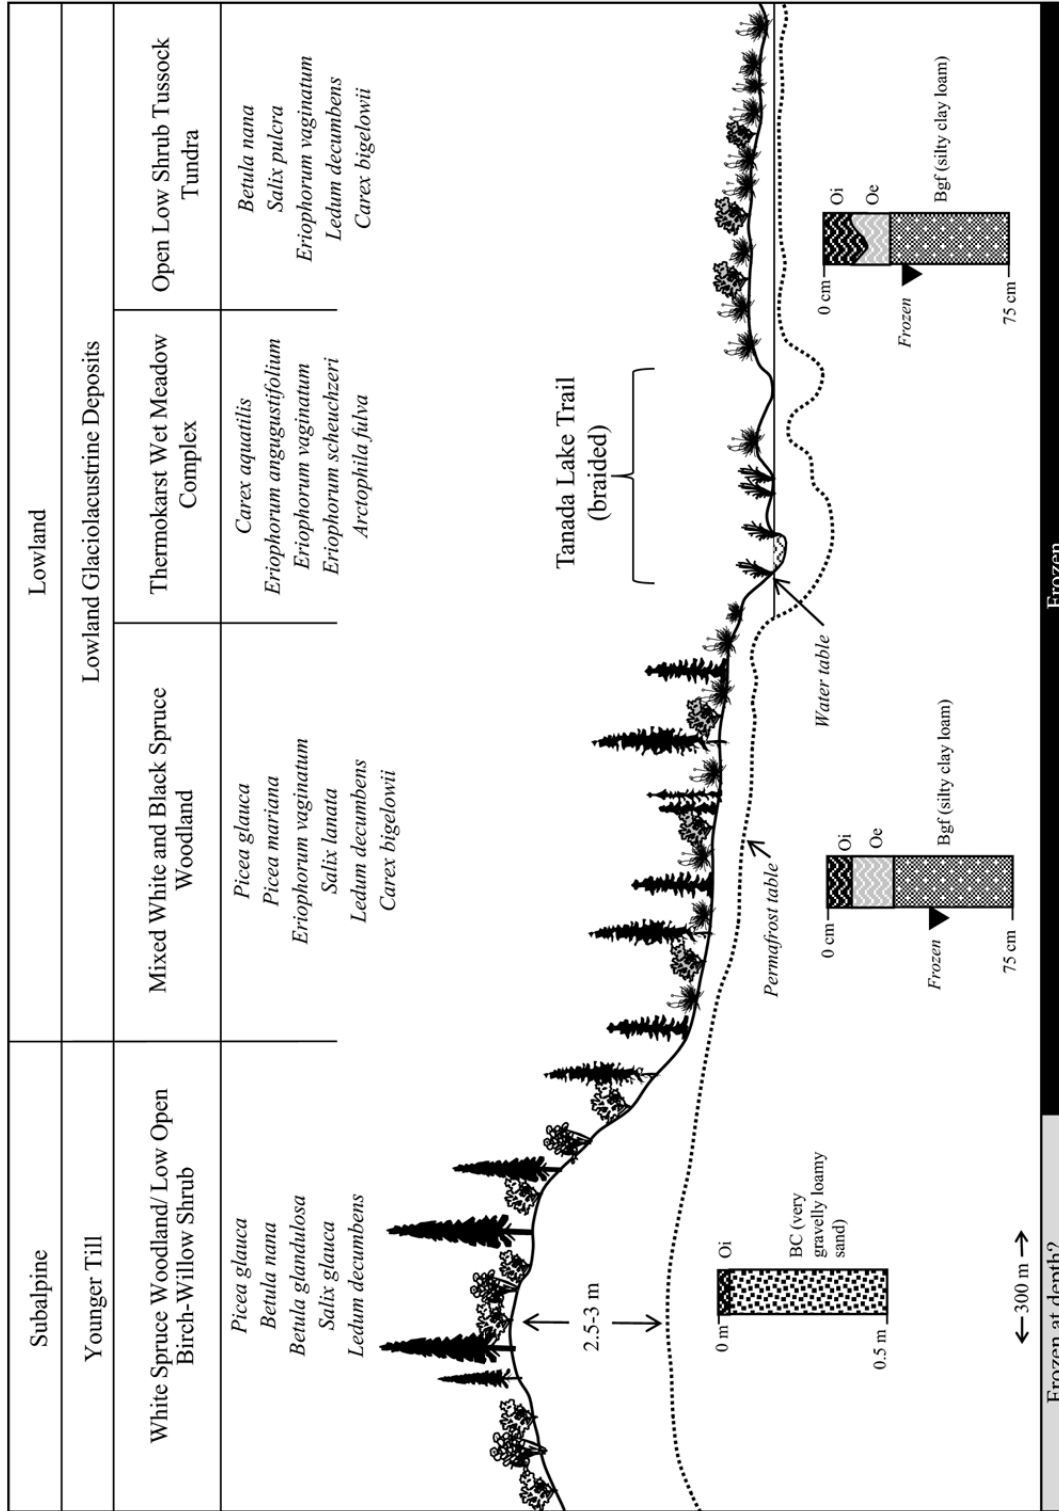 Subalpine
Lowland
Younger Till
Lowland Glaciolacustrine Deposits
White Spruce Woodland/ Low Open
Birch-Willow Shrub
Mixed White and Black Spruce
Woodland
Thermokarst Wet Meadow
Complex
Open Low Shrub Tussock
Tundra
Picea glauca
Betula nana
Betula glandulosa
Salix glauca
Ledum decumbens
Picea glauca
Picea mariana
Eriophorum vaginatum
Salix lanata
Ledum decumbens
Carex bigelowii
Carex aquatilis
Eriophorum angugustifolium
Eriophorum vaginatum
Eriophorum scheuchzeri
Arctophila fulva
Betula nana
Salix pulcra
Eriophorum vaginatum
Ledum decumbens
Carex bigelowii
Tanada Lake Trail
(braided)
2.5-3 m
Permafrost table
Water table
0 m
0.5 m
Oi
BC (very
gravelly loamy
sand)
0 cm
Frozen
75 cm
Oi
Oe
Bgf (silty clay loam)
0 cm
Frozen
75 cm
Oi
Oe
Bgf (silty clay loam)
300 m
Frozen at depth?
Frozen